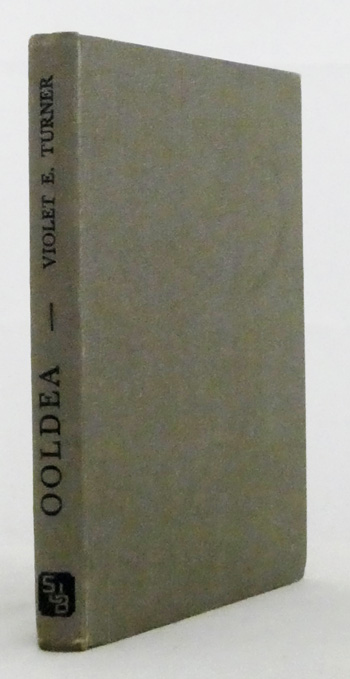 OOLDEA — VIOLET E. TURNER